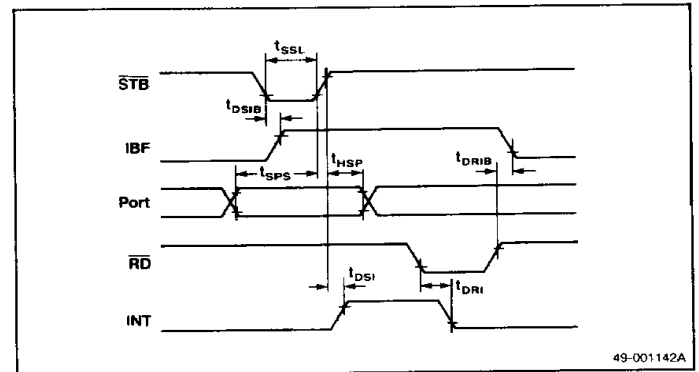 tSSL
STB
tDSIB
IBF
tHSP
tDRIB
tSPS
Port
RD
tDSI
tDRI
INT
49-001142A